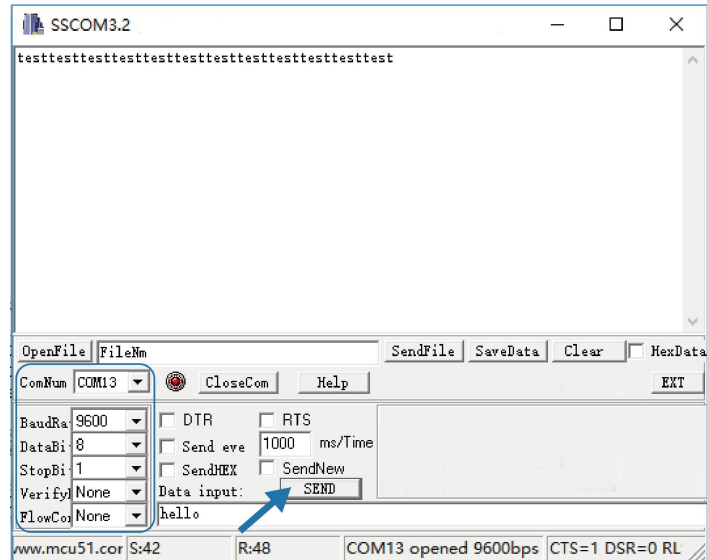 SSCOM3.2
testtesttesttesttesttesttesttesttesttesttesttest
OpenFile FileNm SendFile SaveData Clear HexData
ComNum COM13 CloseCom Help EXT
BaudRa 9600 DTR RTS
DataBi 8 Send eve 1000 ms/Time
StopBi 1 SendHEX SendNew
VerifyI None Data input: SEND
FlowCo None hello
www.mcu51.cor S:42 R:48 COM13 opened 9600bps CTS=1 DSR=0 RL